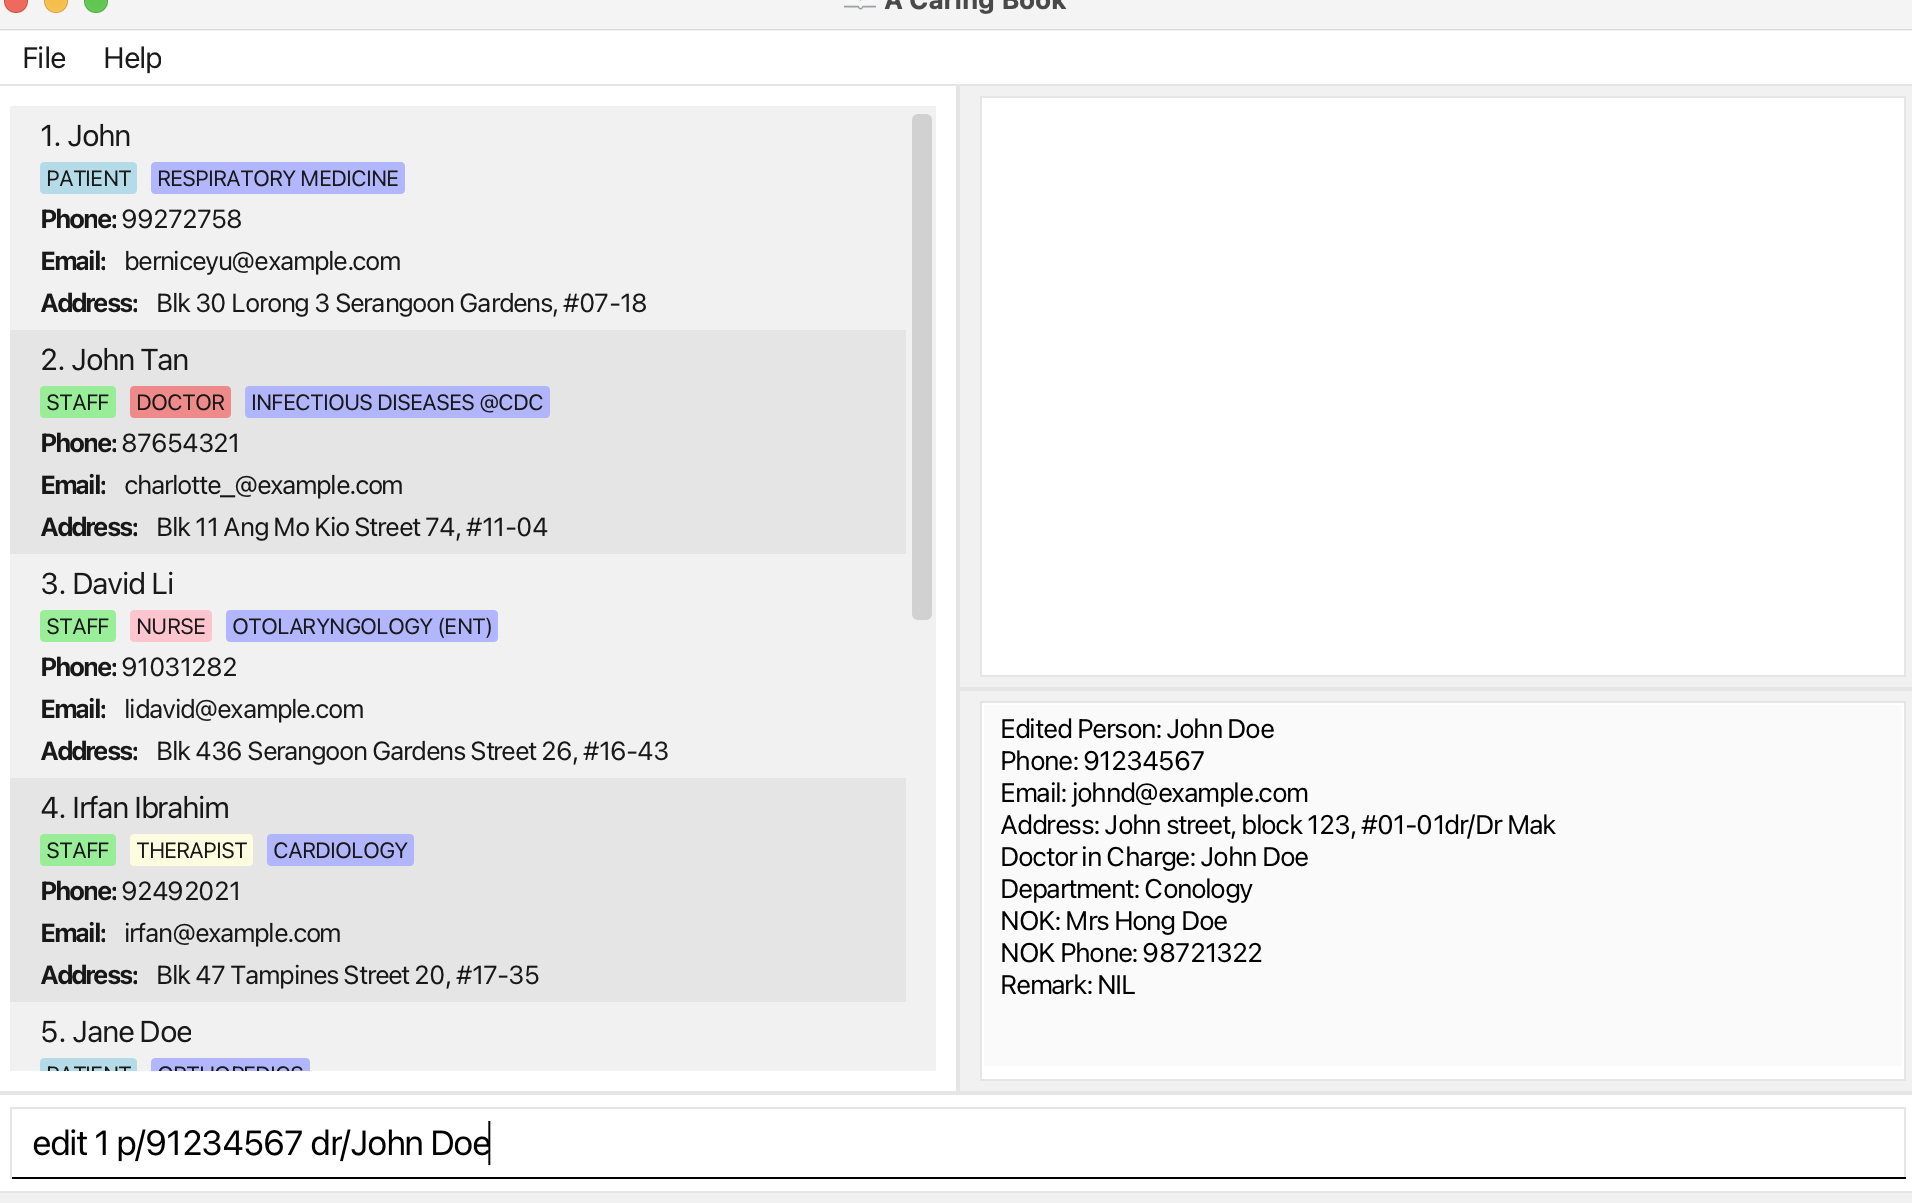 A Caring Book
File Help
1. John
PATIENT RESPIRATORY MEDICINE
Phone: 99272758
Email: berniceyu@example.com
Address: Blk 30 Lorong 3 Serangoon Gardens, #07-18
2. John Tan
STAFF DOCTOR INFECTIOUS DISEASES @CDC
Phone: 87654321
Email: charlotte_@example.com
Address: Blk 11 Ang Mo Kio Street 74, #11-04
3. David Li
STAFF NURSE OTOLARYNGOLOGY (ENT)
Phone: 91031282
Email: lidavid@example.com
Address: Blk 436 Serangoon Gardens Street 26, #16-43
4. Irfan Ibrahim
STAFF THERAPIST CARDIOLOGY
Phone: 92492021
Email: irfan@example.com
Address: Blk 47 Tampines Street 20, #17-35
5. Jane Doe
PATIENT ORTHOPEDICS
Edited Person: John Doe
Phone: 91234567
Email: johnd@example.com
Address: John street, block 123, #01-01dr/Dr Mak
Doctor in Charge: John Doe
Department: Conology
NOK: Mrs Hong Doe
NOK Phone: 98721322
Remark: NIL
edit 1 p/91234567 dr/John Doe